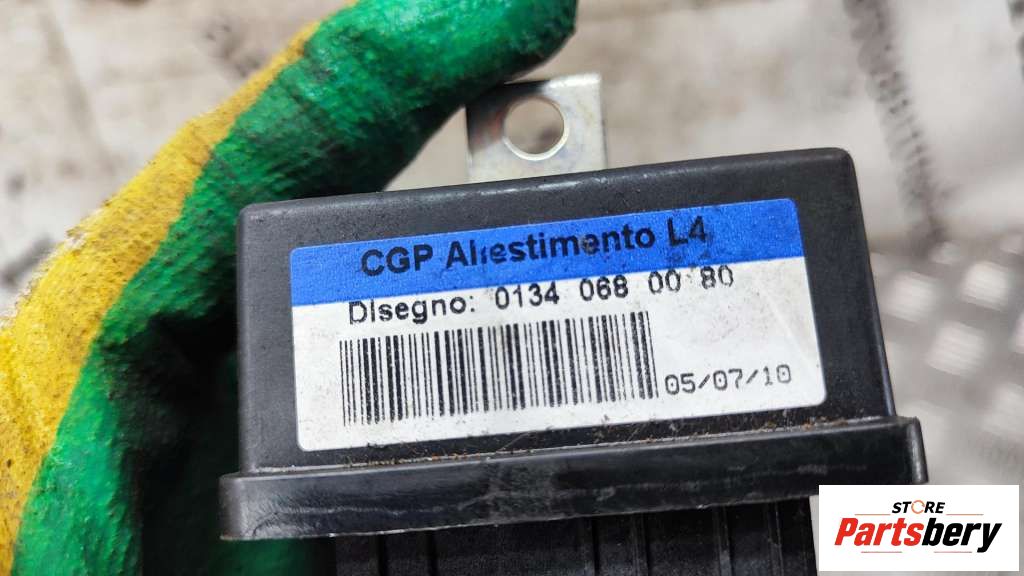 CGP Allestimento L4
Disegno: 0134 068 00 80
05/07/10
STORE
Partsbery